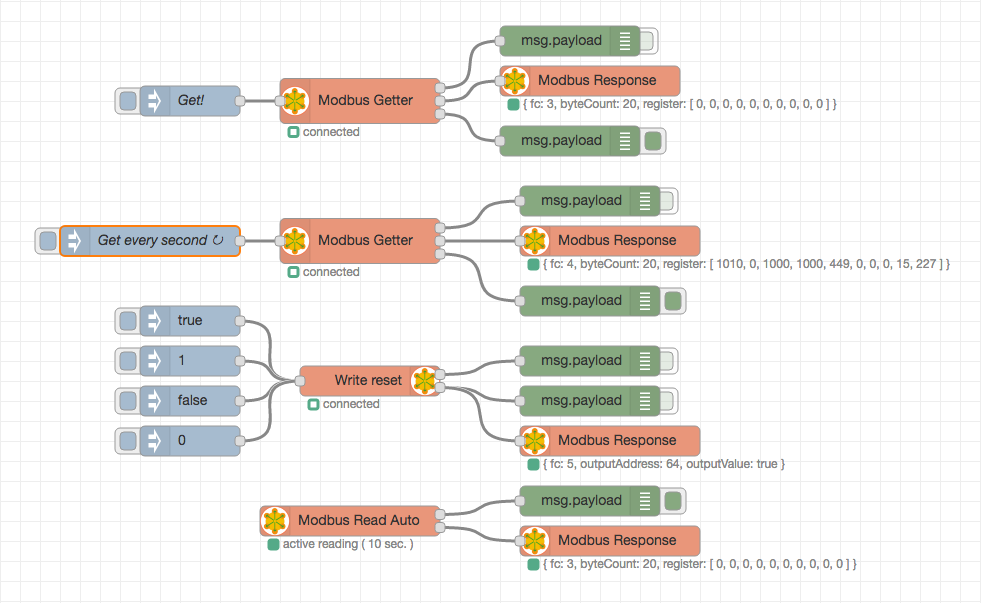 msg.payload
Get!
Modbus Getter
Modbus Response
{ fc: 3, byteCount: 20, register: [ 0, 0, 0, 0, 0, 0, 0, 0, 0, 0 ] }
connected
msg.payload
msg.payload
Get every second ↻
Modbus Getter
Modbus Response
{ fc: 4, byteCount: 20, register: [ 1010, 0, 1000, 1000, 449, 0, 0, 0, 15, 227 ] }
connected
msg.payload
true
1
false
0
Write reset
connected
msg.payload
msg.payload
Modbus Response
{ fc: 5, outputAddress: 64, outputValue: true }
msg.payload
Modbus Read Auto
active reading ( 10 sec. )
Modbus Response
{ fc: 3, byteCount: 20, register: [ 0, 0, 0, 0, 0, 0, 0, 0, 0, 0 ] }